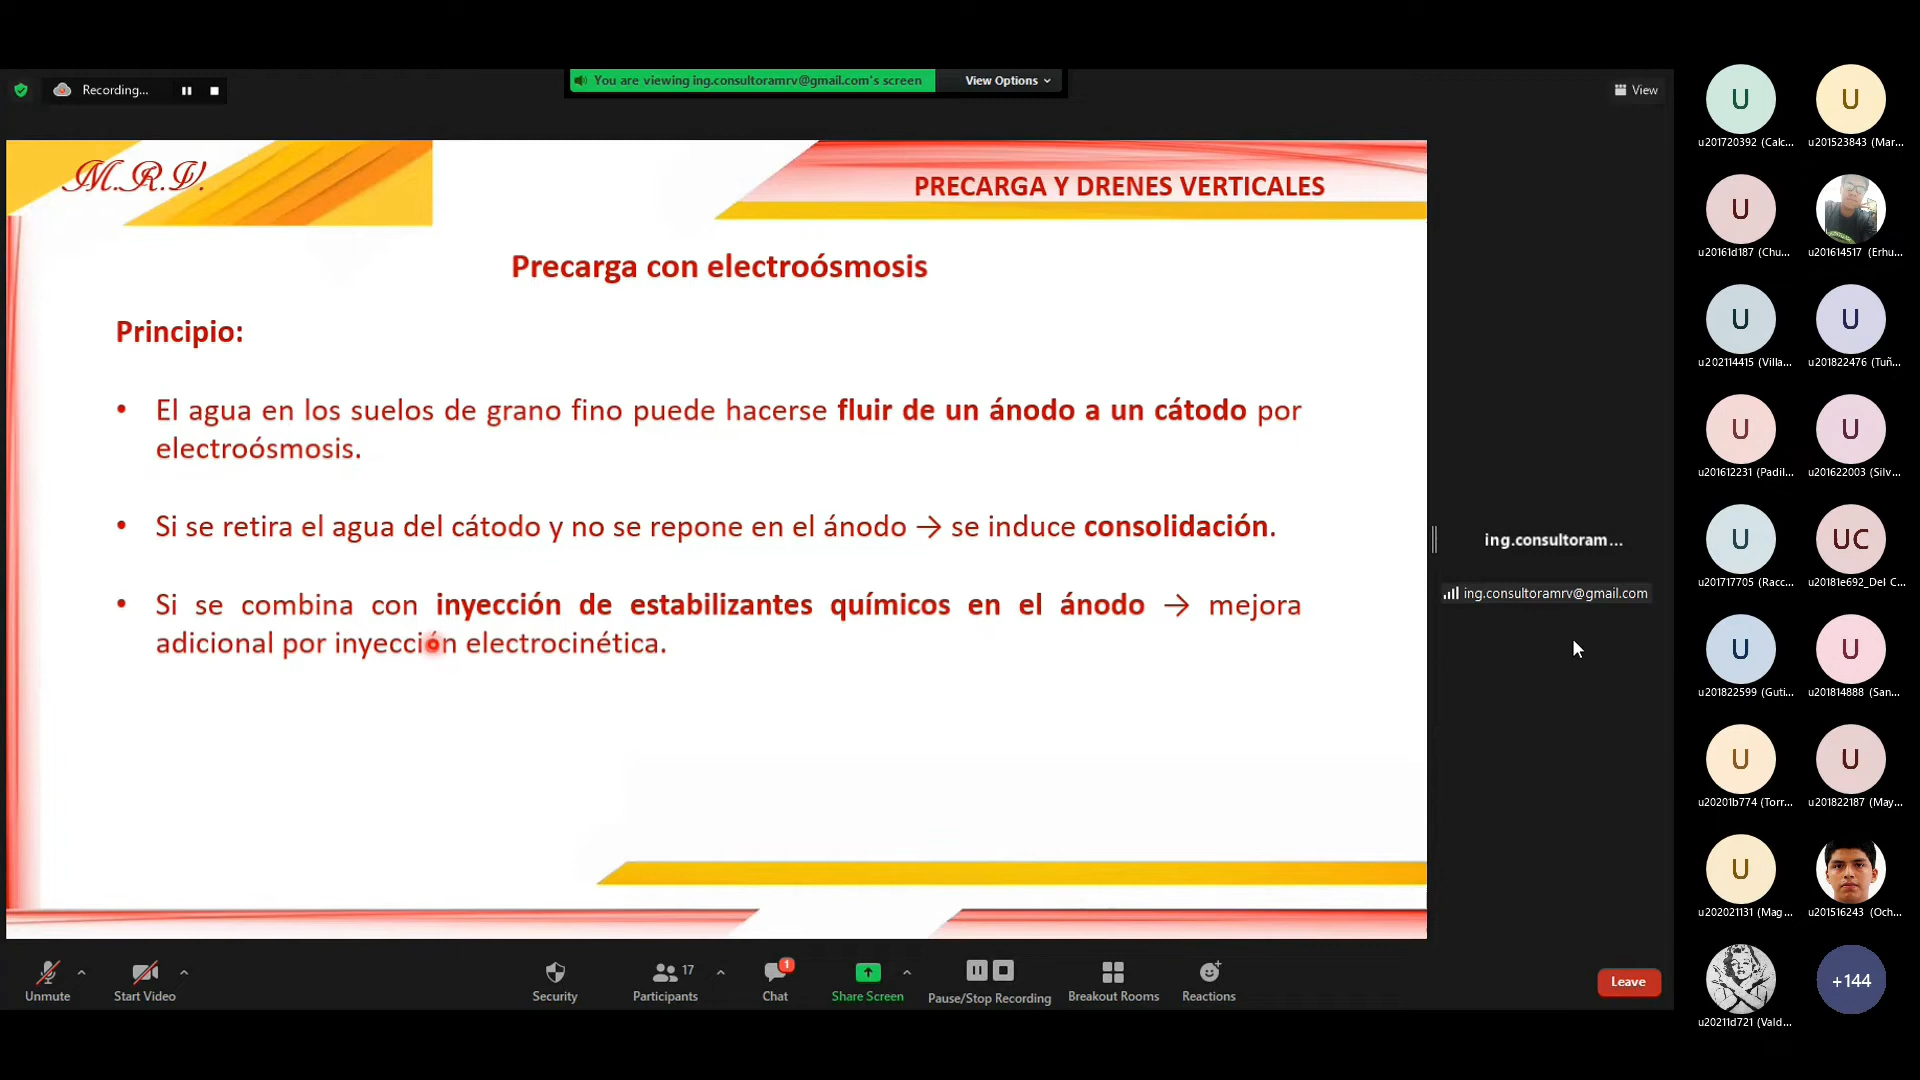 Recording...
You are viewing ing.consultoramrv@gmail.com's screen
View Options
View
M.R.V.
PRECARGA Y DRENES VERTICALES
Precarga con electroósmosis
Principio:
• El agua en los suelos de grano fino puede hacerse fluir de un ánodo a un cátodo por
electroósmosis.
• Si se retira el agua del cátodo y no se repone en el ánodo → se induce consolidación.
• Si se combina con inyección de estabilizantes químicos en el ánodo → mejora
adicional por inyección electrocinética.
ing.consultoram...
ing.consultoramrv@gmail.com
Unmute
Start Video
Security
Participants
17
Chat
1
Share Screen
Pause/Stop Recording
Breakout Rooms
Reactions
Leave
U
U
u201720392 (Calc...
u201523843 (Mar...
U
u20161d187 (Chu...
u201614517 (Erhu...
U
U
u202114415 (Villa...
u201822476 (Tuñ...
U
U
u201612231 (Padil...
u201622003 (Silv...
U
UC
u201717705 (Racc...
u20181e692_Del C...
U
U
u201822599 (Guti...
u201814888 (San...
U
U
u20201b774 (Torr...
u201822187 (May...
U
u202021131 (Mag...
u201516243 (Och...
+144
u20211d721 (Vald...